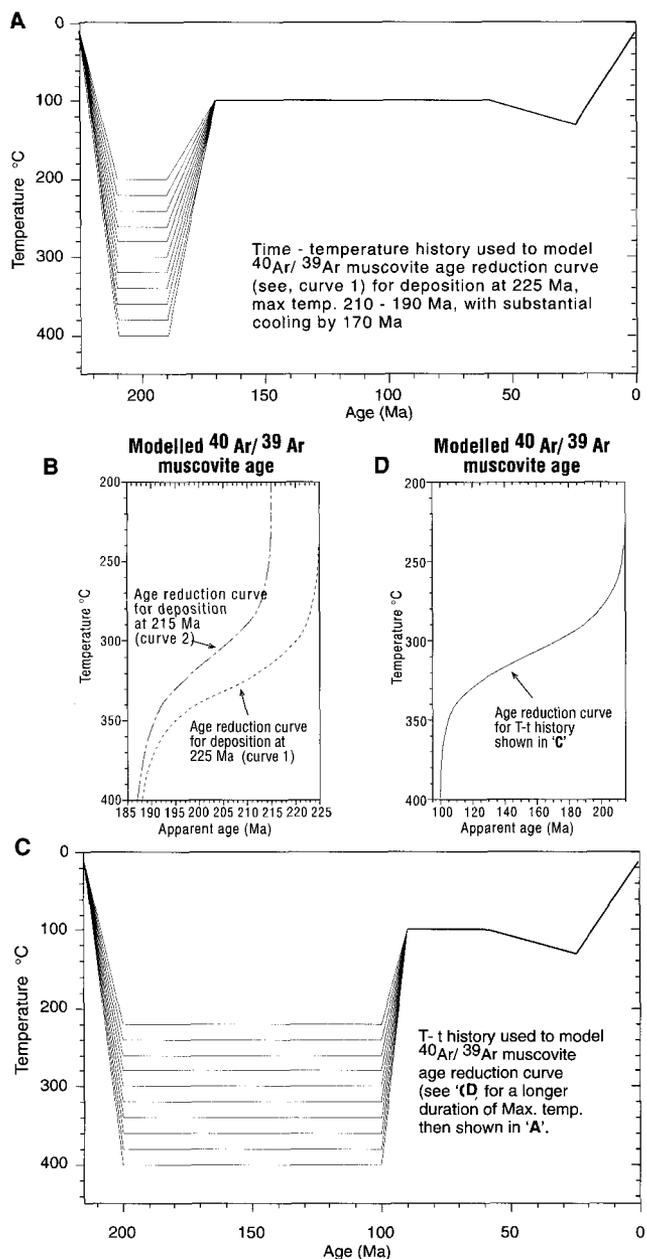 A
0
100
200
300
400
Temperature °C
Time - temperature history used to model
40Ar/ 39Ar muscovite age reduction curve
(see, curve 1) for deposition at 225 Ma,
max temp. 210 - 190 Ma, with substantial
cooling by 170 Ma
200
150
100
50
0
Age (Ma)
B
Modelled 40 Ar/ 39 Ar
muscovite age
200
250
300
350
400
Temperature °C
Age reduction curve
for deposition
at 215 Ma
(curve 2)
Age reduction curve
for deposition at
225 Ma (curve 1)
185 190 195 200 205 210 215 220 225
Apparent age (Ma)
D
Modelled 40 Ar/ 39 Ar
muscovite age
200
250
300
350
400
Temperature °C
Age reduction curve
for T-t history
shown in 'C'
100 120 140 160 180 200
Apparent age (Ma)
C
0
100
200
300
400
Temperature °C
T- t history used to model
40Ar/ 39Ar muscovite
age reduction curve
(see '(D for a longer
duration of Max. temp.
then shown in 'A'.
200
150
100
50
0
Age (Ma)